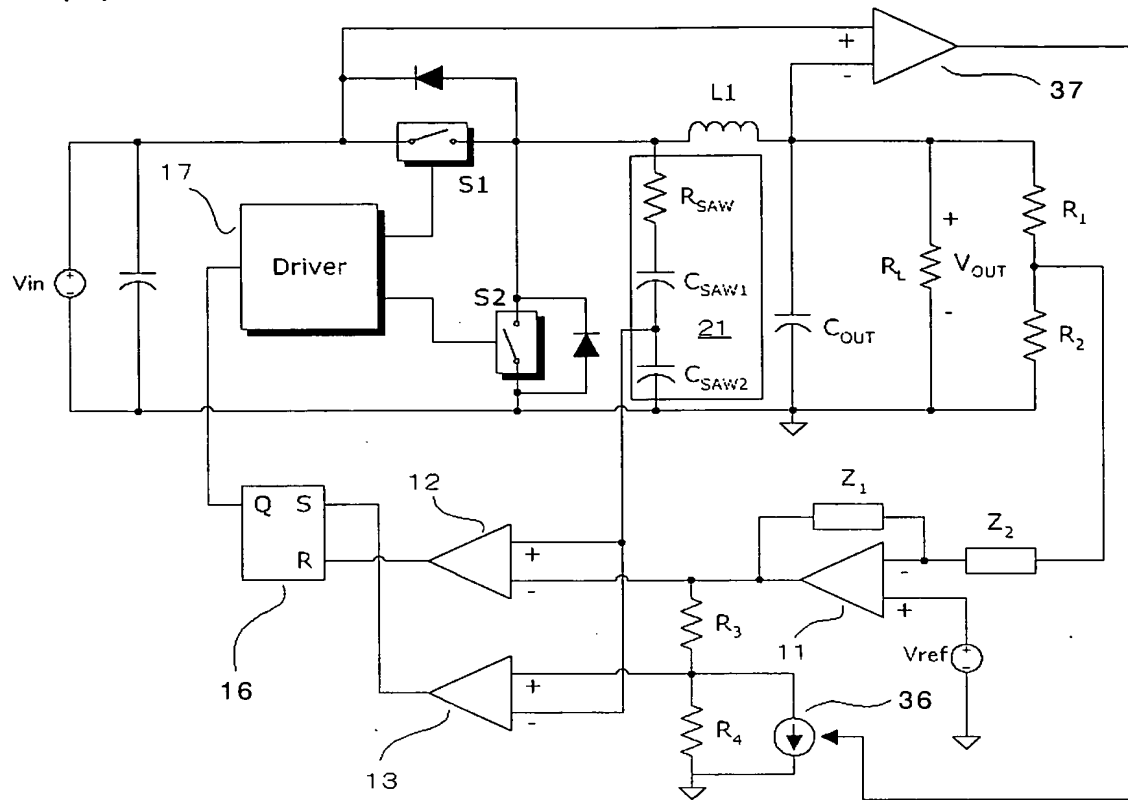 +
-
37
L1
S1
17
R_SAW
R_1
Driver
+
C_SAW1
R_L
V_OUT
Vin
S2
-
21
C_OUT
R_2
C_SAW2
12
Z_1
Q
S
Z_2
R
+
-
-
+
R_3
11
16
Vref
+
36
-
R_4
13